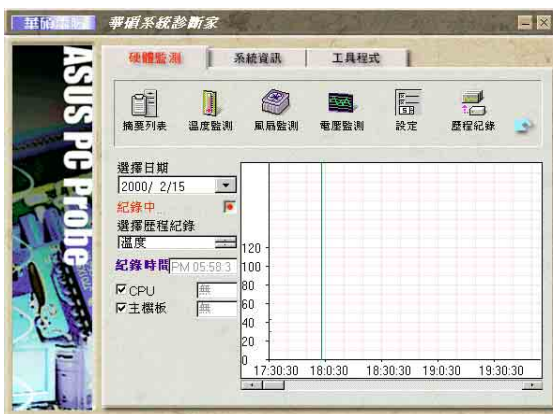 華碩系統診斷家
硬體監測 系統資訊 工具程式
ASUS PC Probe
摘要列表 溫度監測 風扇監測 電壓監測 設定 歷程紀錄
選擇日期
2000/ 2/15
紀錄中
選擇歷程紀錄
溫度
紀錄時間 PM 05:58:3
CPU 無
主機板 無
120
100
80
60
40
20
0
17:30:30 18:0:30 18:30:30 19:0:30 19:30:30